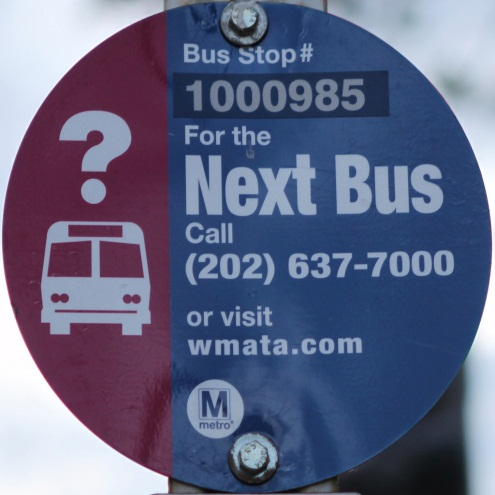 Bus Stop#
1000985
For the
Next Bus
Call
(202) 637-7000
or visit
wmata.com
?
M
metro®